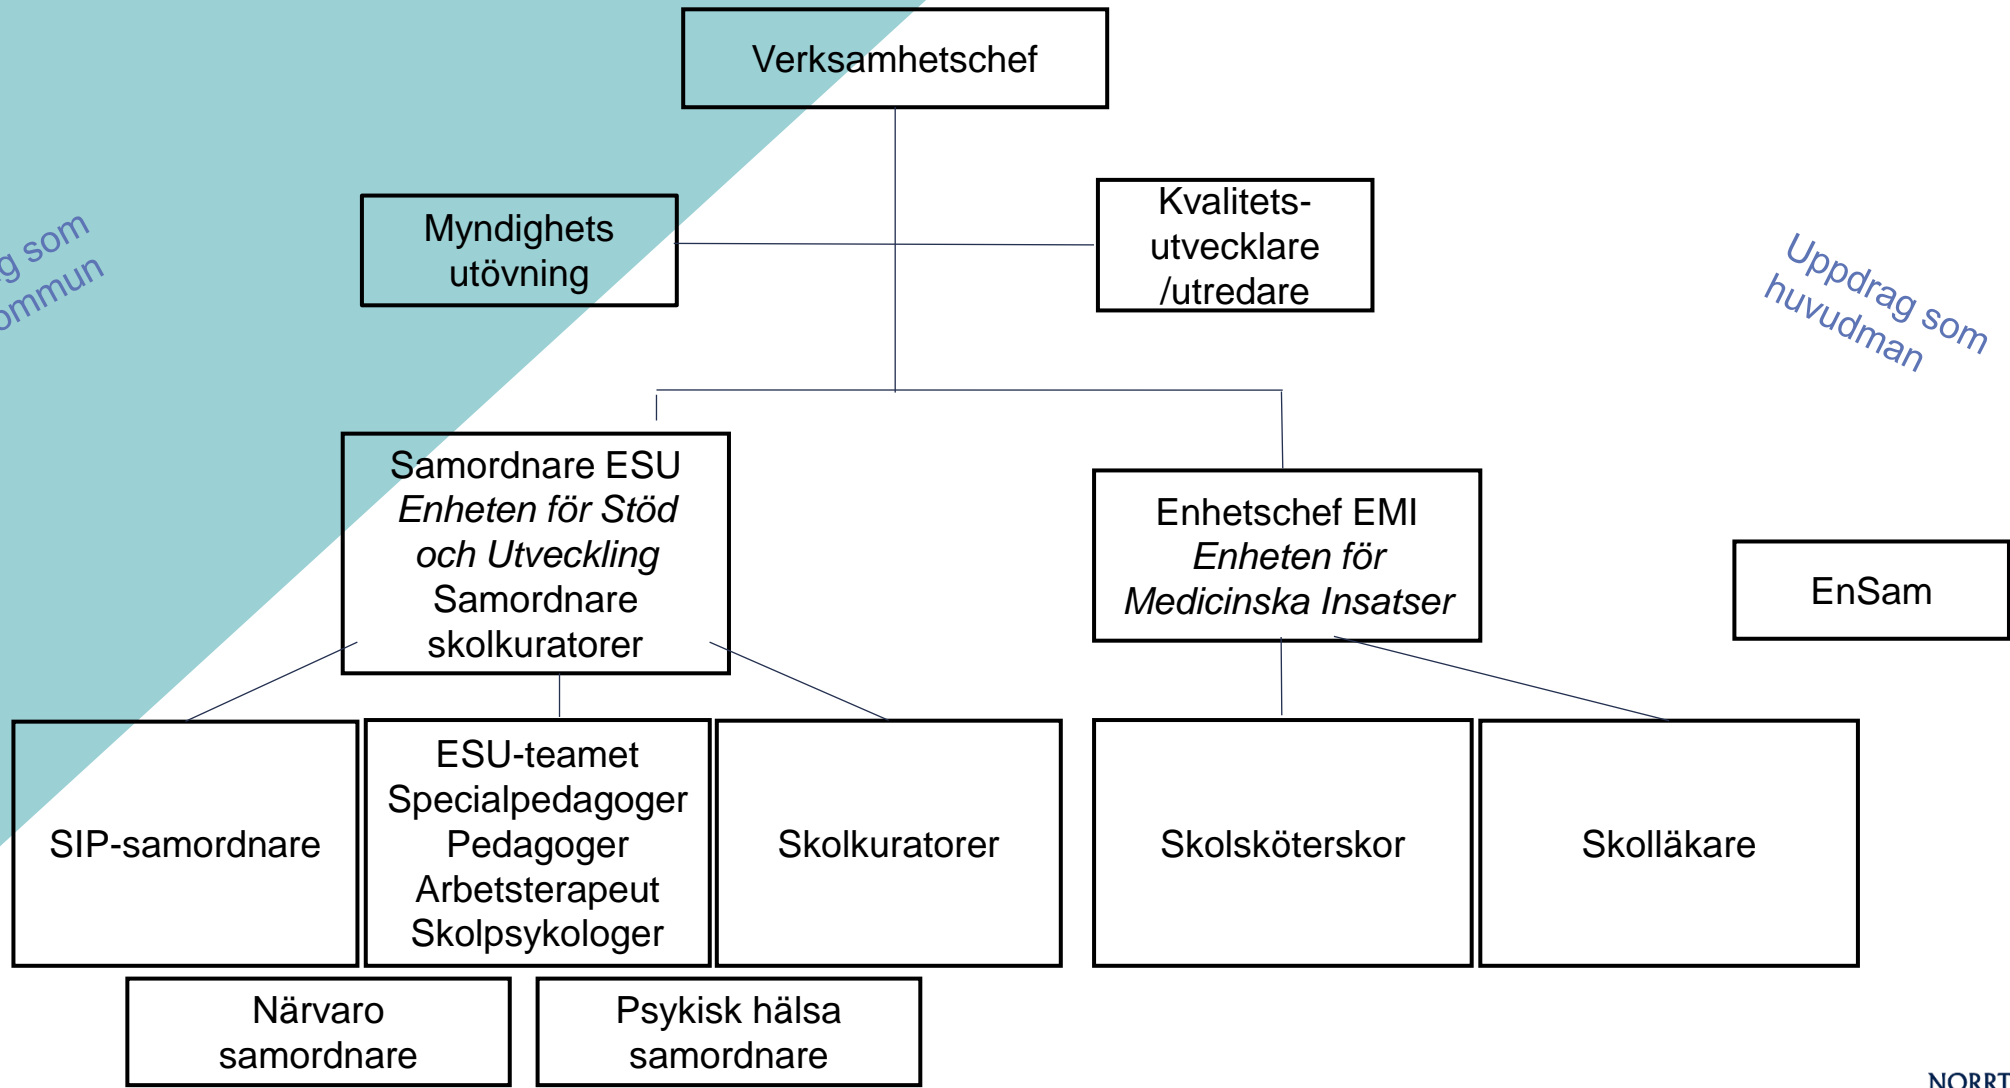 Verksamhetschef
Myndighets
utövning
Kvalitets-
utvecklare
/utredare
som
Uppdrag som
huvudman
Samordnare ESU
Enheten för Stöd
och Utveckling
Samordnare
skolkuratorer
Enhetschef EMI
Enheten för
Medicinska Insatser
EnSam
SIP-samordnare
ESU-teamet
Specialpedagoger
Pedagoger
Arbetsterapeut
Skolpsykologer
Skolkuratorer
Skolsköterskor
Skolläkare
Närvaro
samordnare
Psykisk hälsa
samordnare